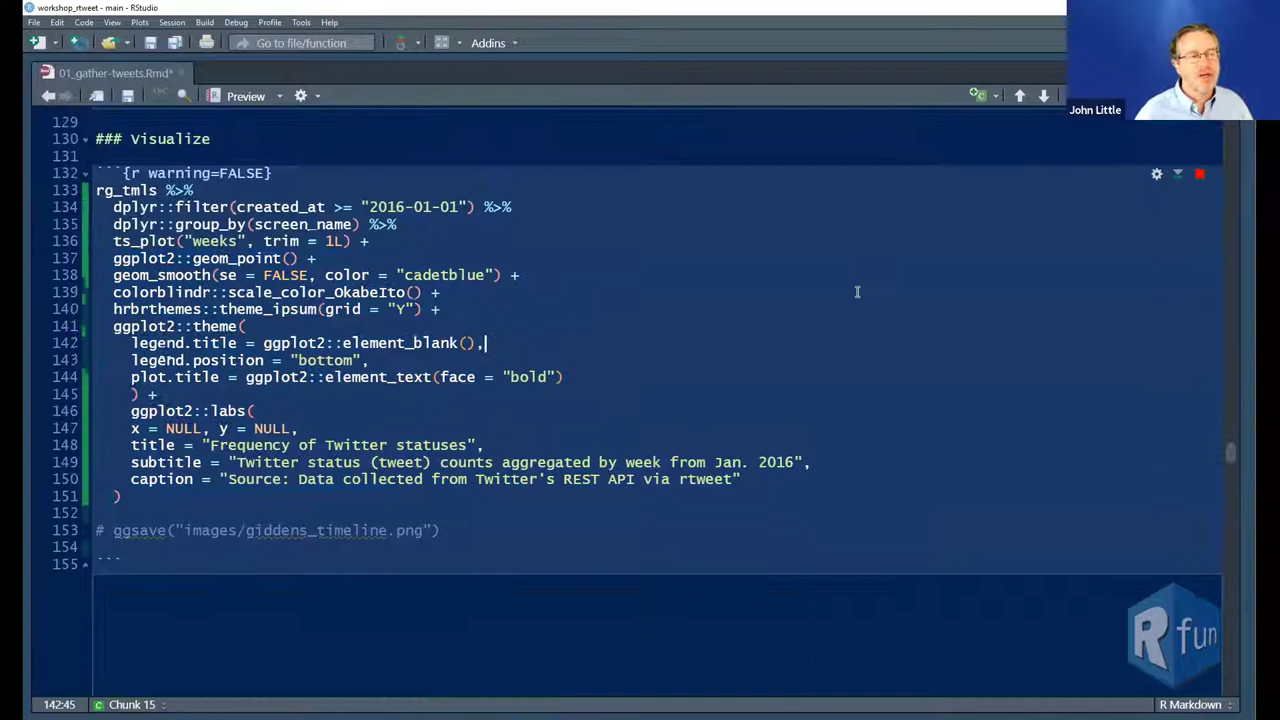 workshop_rtweet - main - RStudio
File Edit Code View Plots Session Build Debug Profile Tools Help
Go to file/function Addins
01_gather-tweets.Rmd*
ABC Preview
John Little
129
130 ### Visualize
131
132 ```{r warning=FALSE}
133 rg_tmls %>%
134 dplyr::filter(created_at >= "2016-01-01") %>%
135 dplyr::group_by(screen_name) %>%
136 ts_plot("weeks", trim = 1L) +
137 ggplot2::geom_point() +
138 geom_smooth(se = FALSE, color = "cadetblue") +
139 colorblindr::scale_color_OkabeIto() +
140 hrbrthemes::theme_ipsum(grid = "Y") +
141 ggplot2::theme(
142 legend.title = ggplot2::element_blank(),
143 legend.position = "bottom",
144 plot.title = ggplot2::element_text(face = "bold")
145 ) +
146 ggplot2::labs(
147 x = NULL, y = NULL,
148 title = "Frequency of Twitter statuses",
149 subtitle = "Twitter status (tweet) counts aggregated by week from Jan. 2016",
150 caption = "Source: Data collected from Twitter's REST API via rtweet"
151 )
152
153 # ggsave("images/giddens_timeline.png")
154
155 ```
R fun
142:45 C Chunk 15 R Markdown